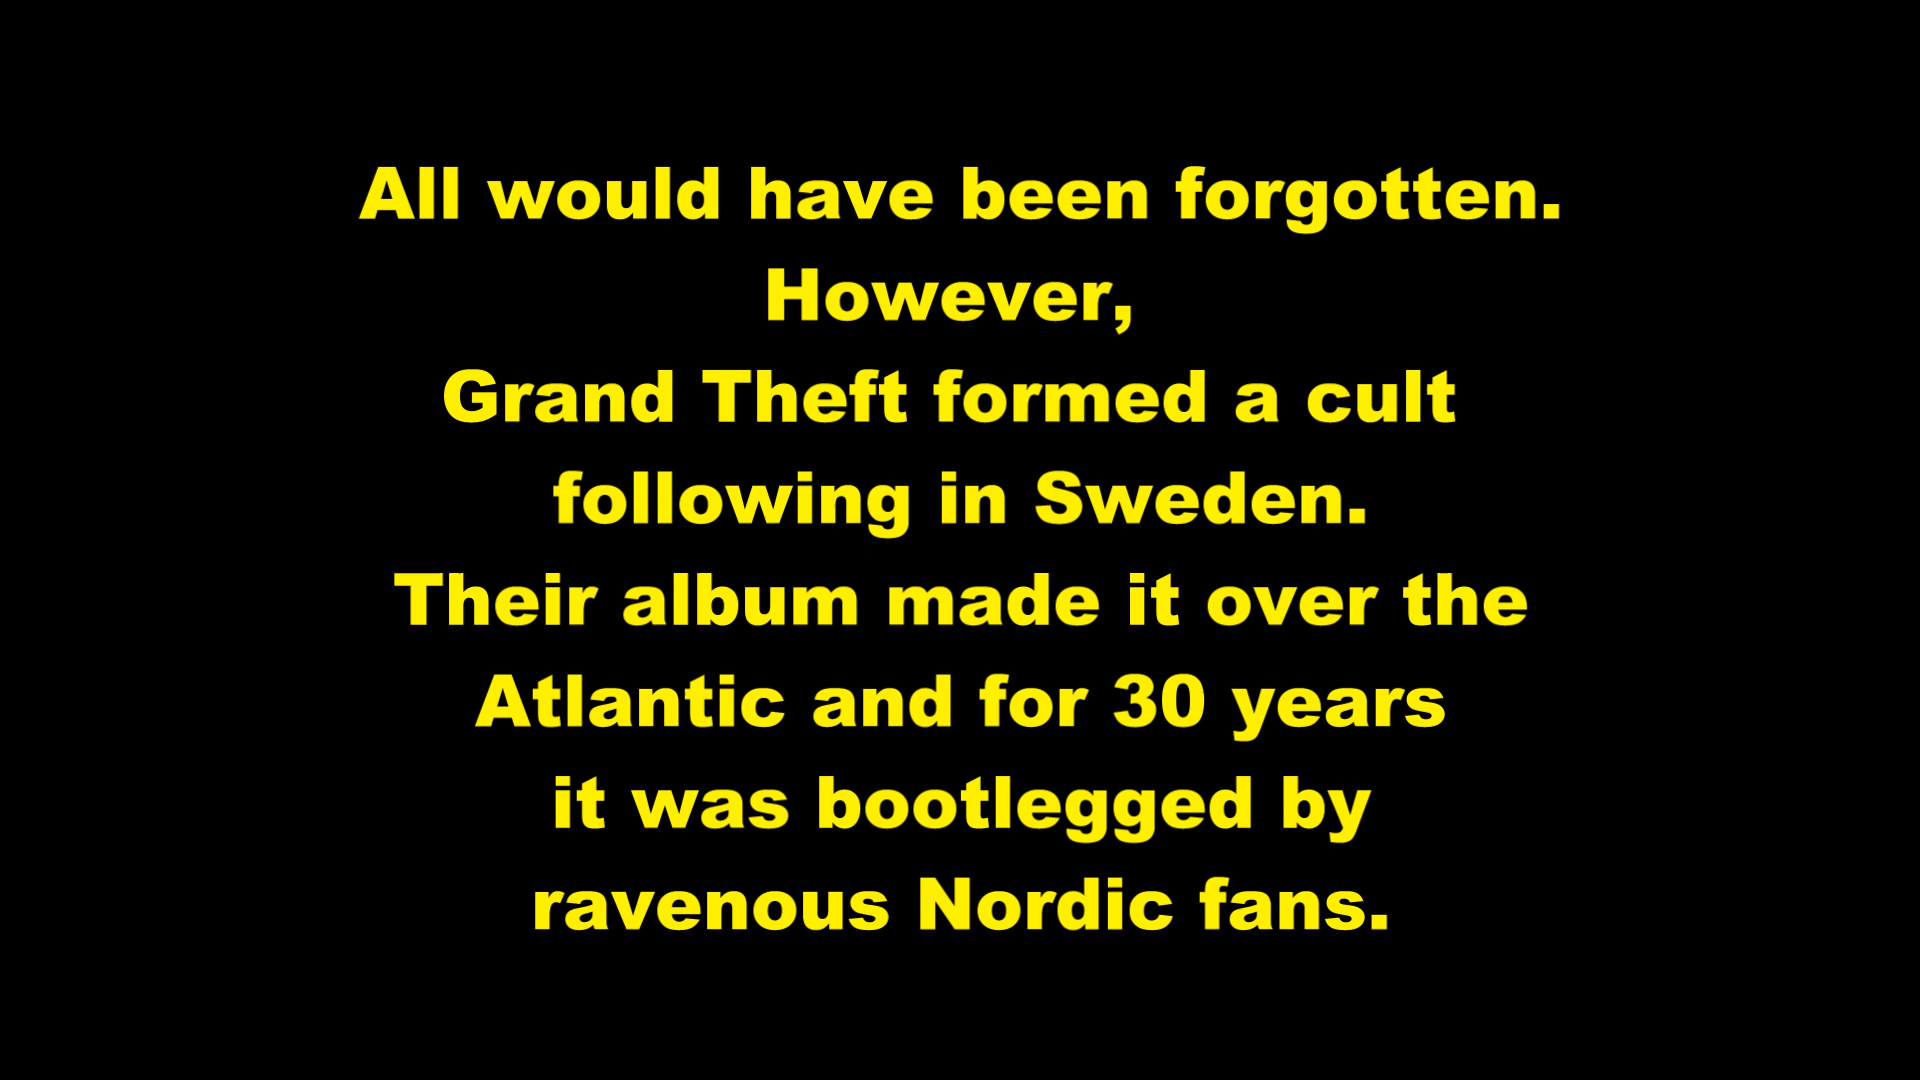 All would have been forgotten.
However,
Grand Theft formed a cult
following in Sweden.
Their album made it over the
Atlantic and for 30 years
it was bootlegged by
ravenous Nordic fans.